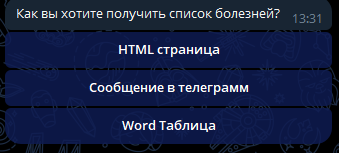 Как вы хотите получить список болезней? 13:31
HTML страница
Сообщение в телеграмм
Word Таблица